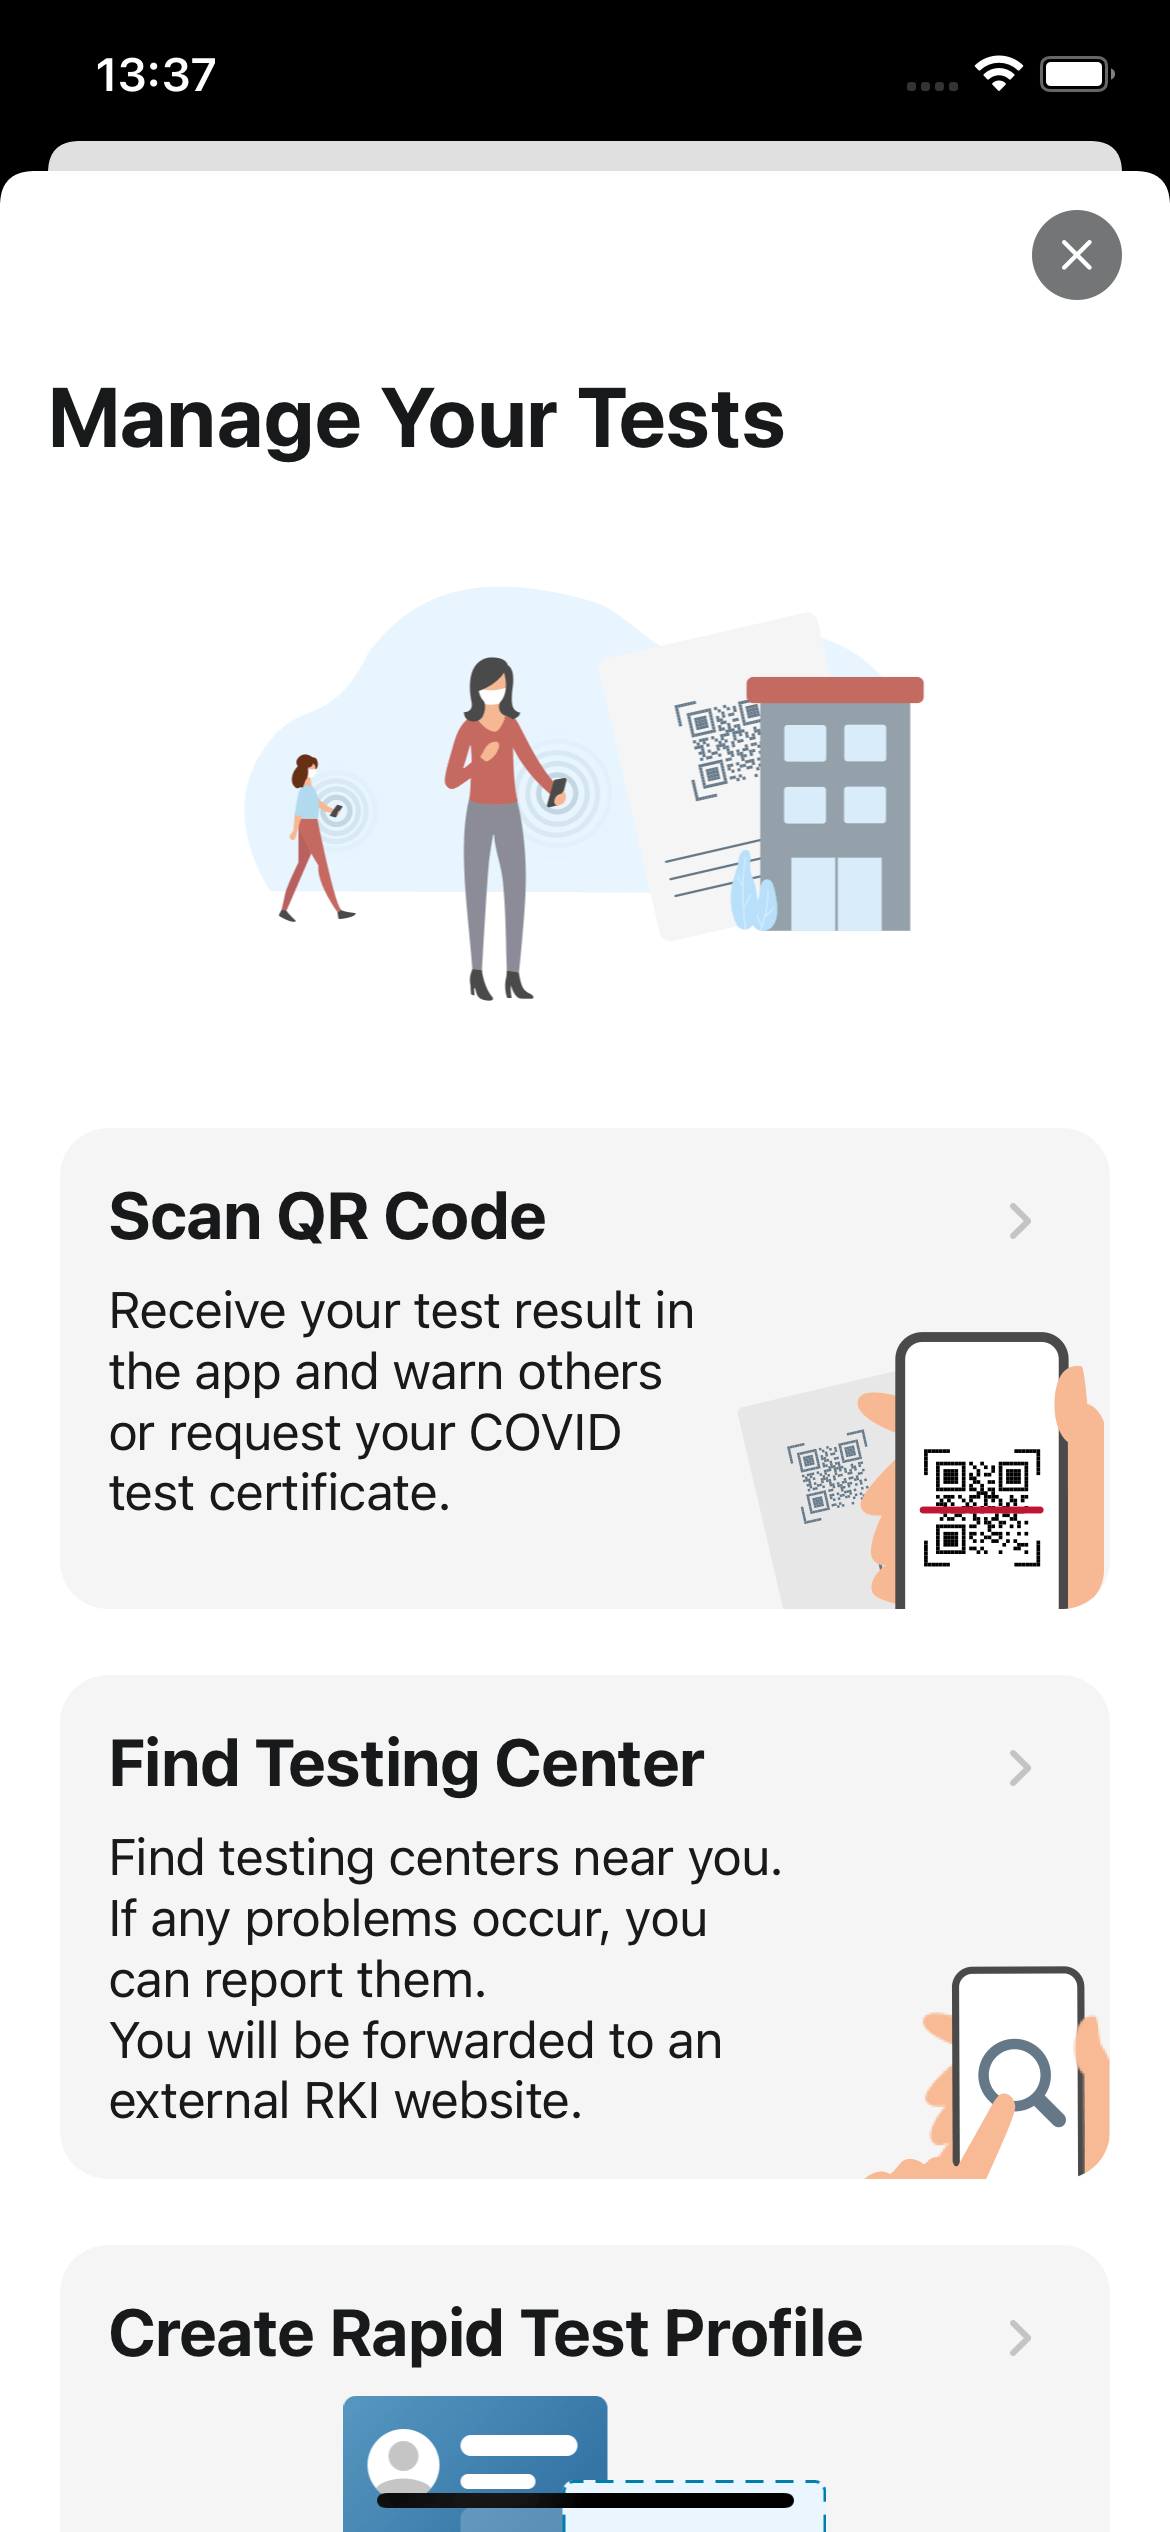 13:37
Manage Your Tests
Scan QR Code
Receive your test result in
the app and warn others
or request your COVID
test certificate.
Find Testing Center
Find testing centers near you.
If any problems occur, you
can report them.
You will be forwarded to an
external RKI website.
Create Rapid Test Profile